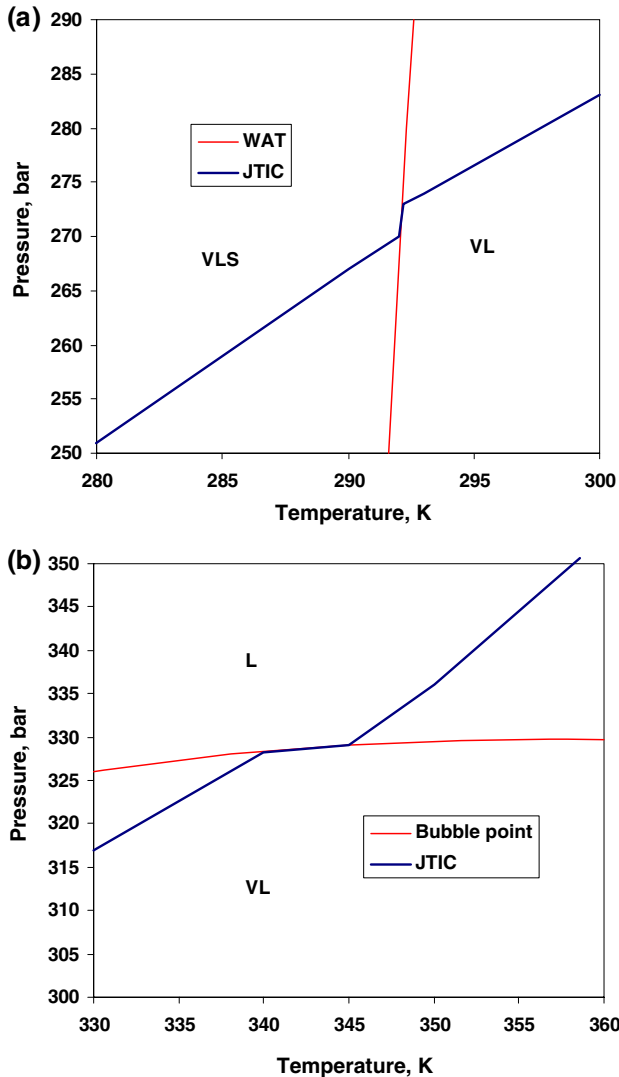 (a)
290
285
280
275
270
265
260
255
250
Pressure, bar
WAT
JTIC
VLS
VL
280 285 290 295 300
Temperature, K
(b)
350
345
340
335
330
325
320
315
310
305
300
Pressure, bar
L
Bubble point
JTIC
VL
330 335 340 345 350 355 360
Temperature, K